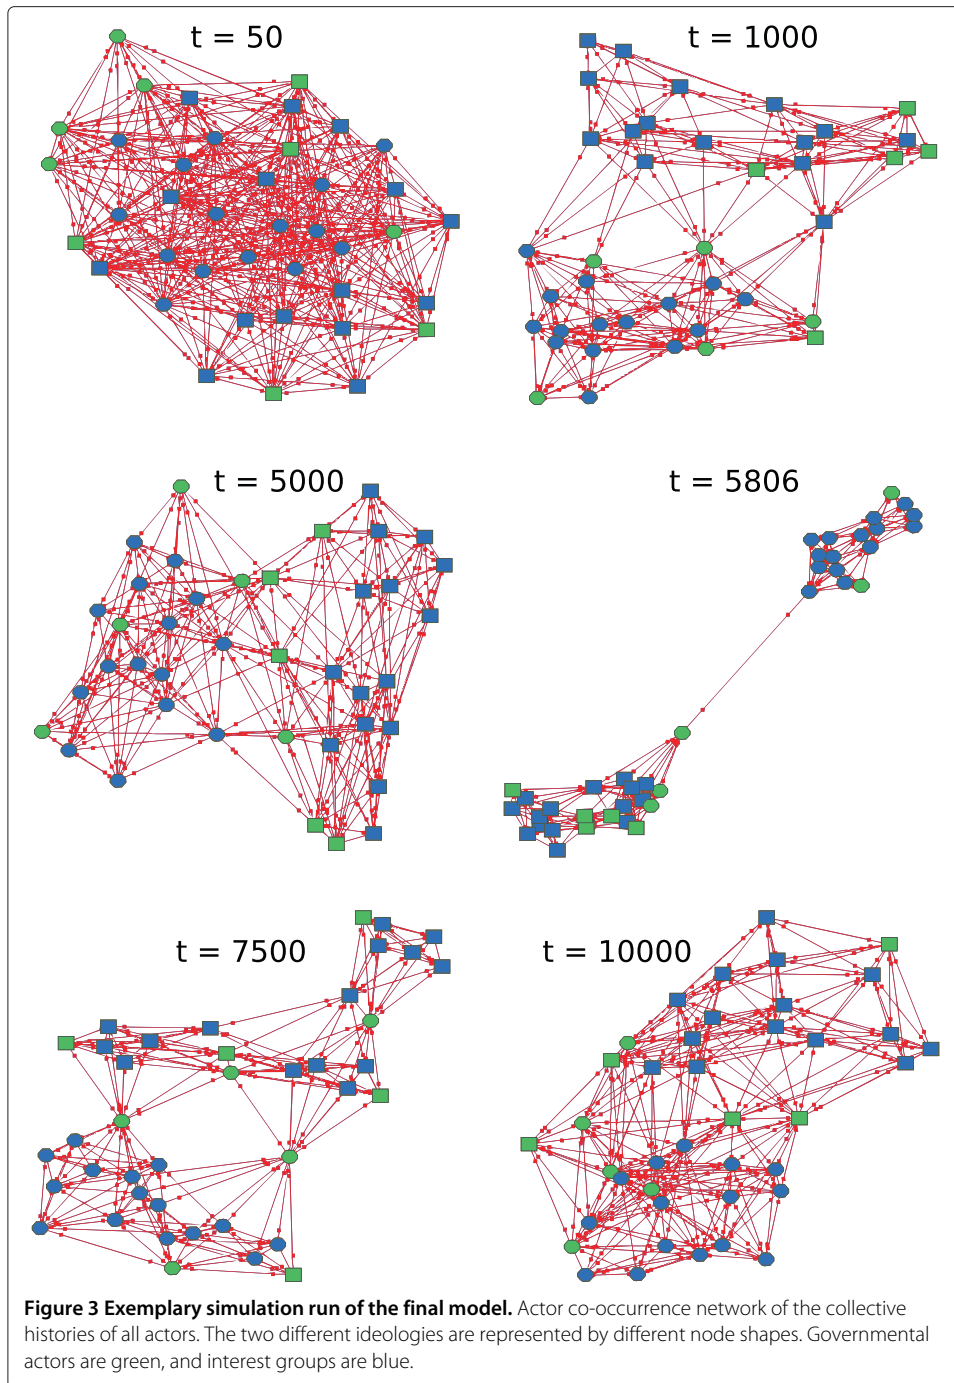 t = 50
t = 1000
t = 5000
t = 5806
t = 7500
t = 10000
Figure 3 Exemplary simulation run of the final model. Actor co-occurrence network of the collective
histories of all actors. The two different ideologies are represented by different node shapes. Governmental
actors are green, and interest groups are blue.